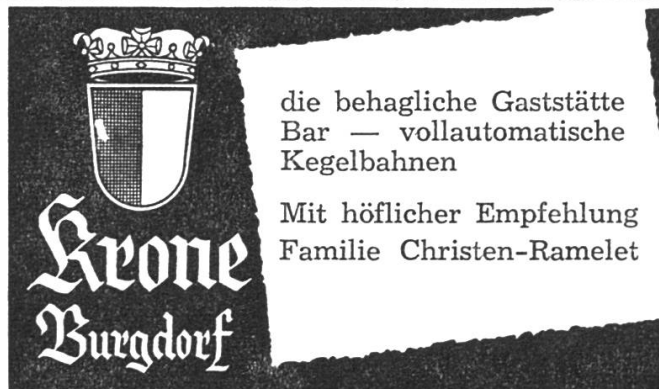 Krone
Burgdorf
die behagliche Gaststätte
Bar — vollautomatische
Kegelbahnen
Mit höflicher Empfehlung
Familie Christen-Ramelet